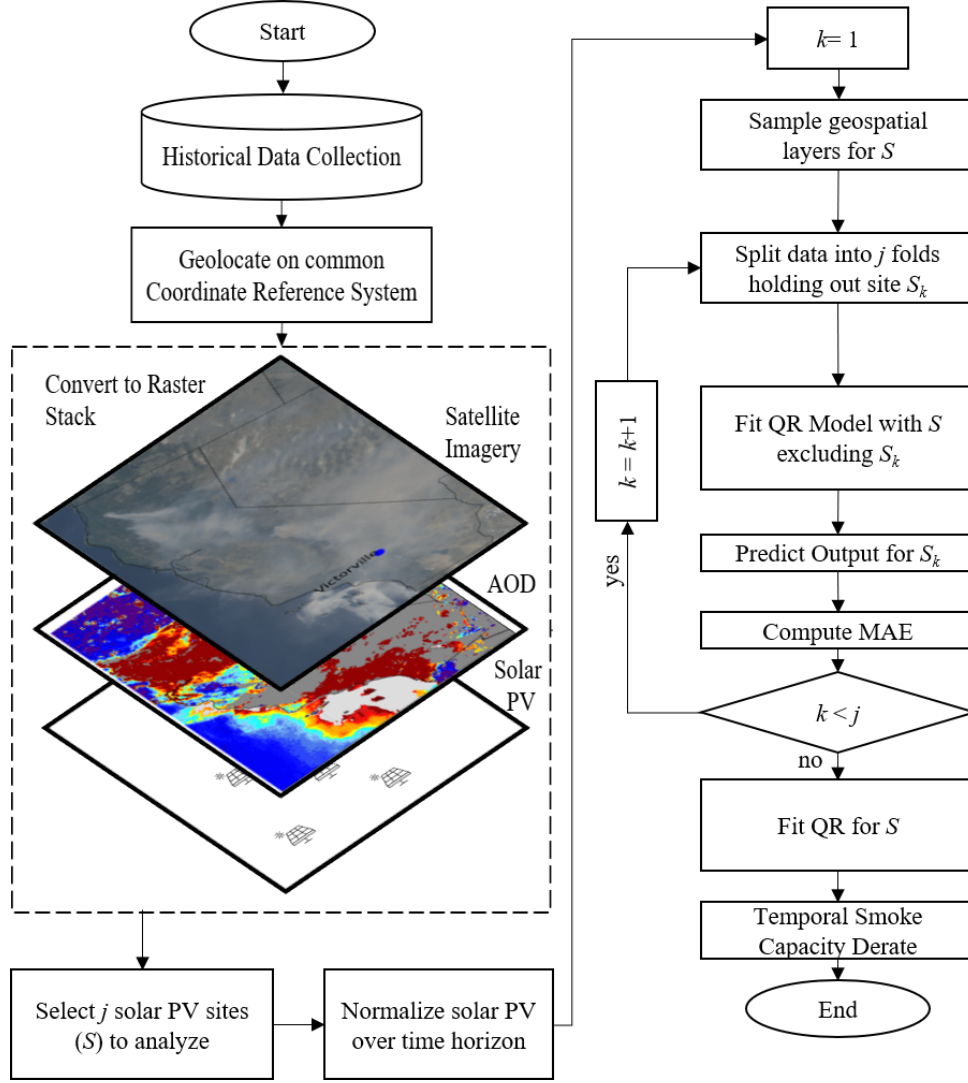 Start
Historical Data Collection
Geolocate on common
Coordinate Reference System
Convert to Raster
Stack
Satellite
Imagery
Victorville
AOD
Solar
PV
Select j solar PV sites
(S) to analyze
Normalize solar PV
over time horizon
k= 1
Sample geospatial
layers for S
Split data into j folds
holding out site Sₖ
Fit QR Model with S
excluding Sₖ
Predict Output for Sₖ
Compute MAE
k < j
yes
k = k+1
no
Fit QR for S
Temporal Smoke
Capacity Derate
End